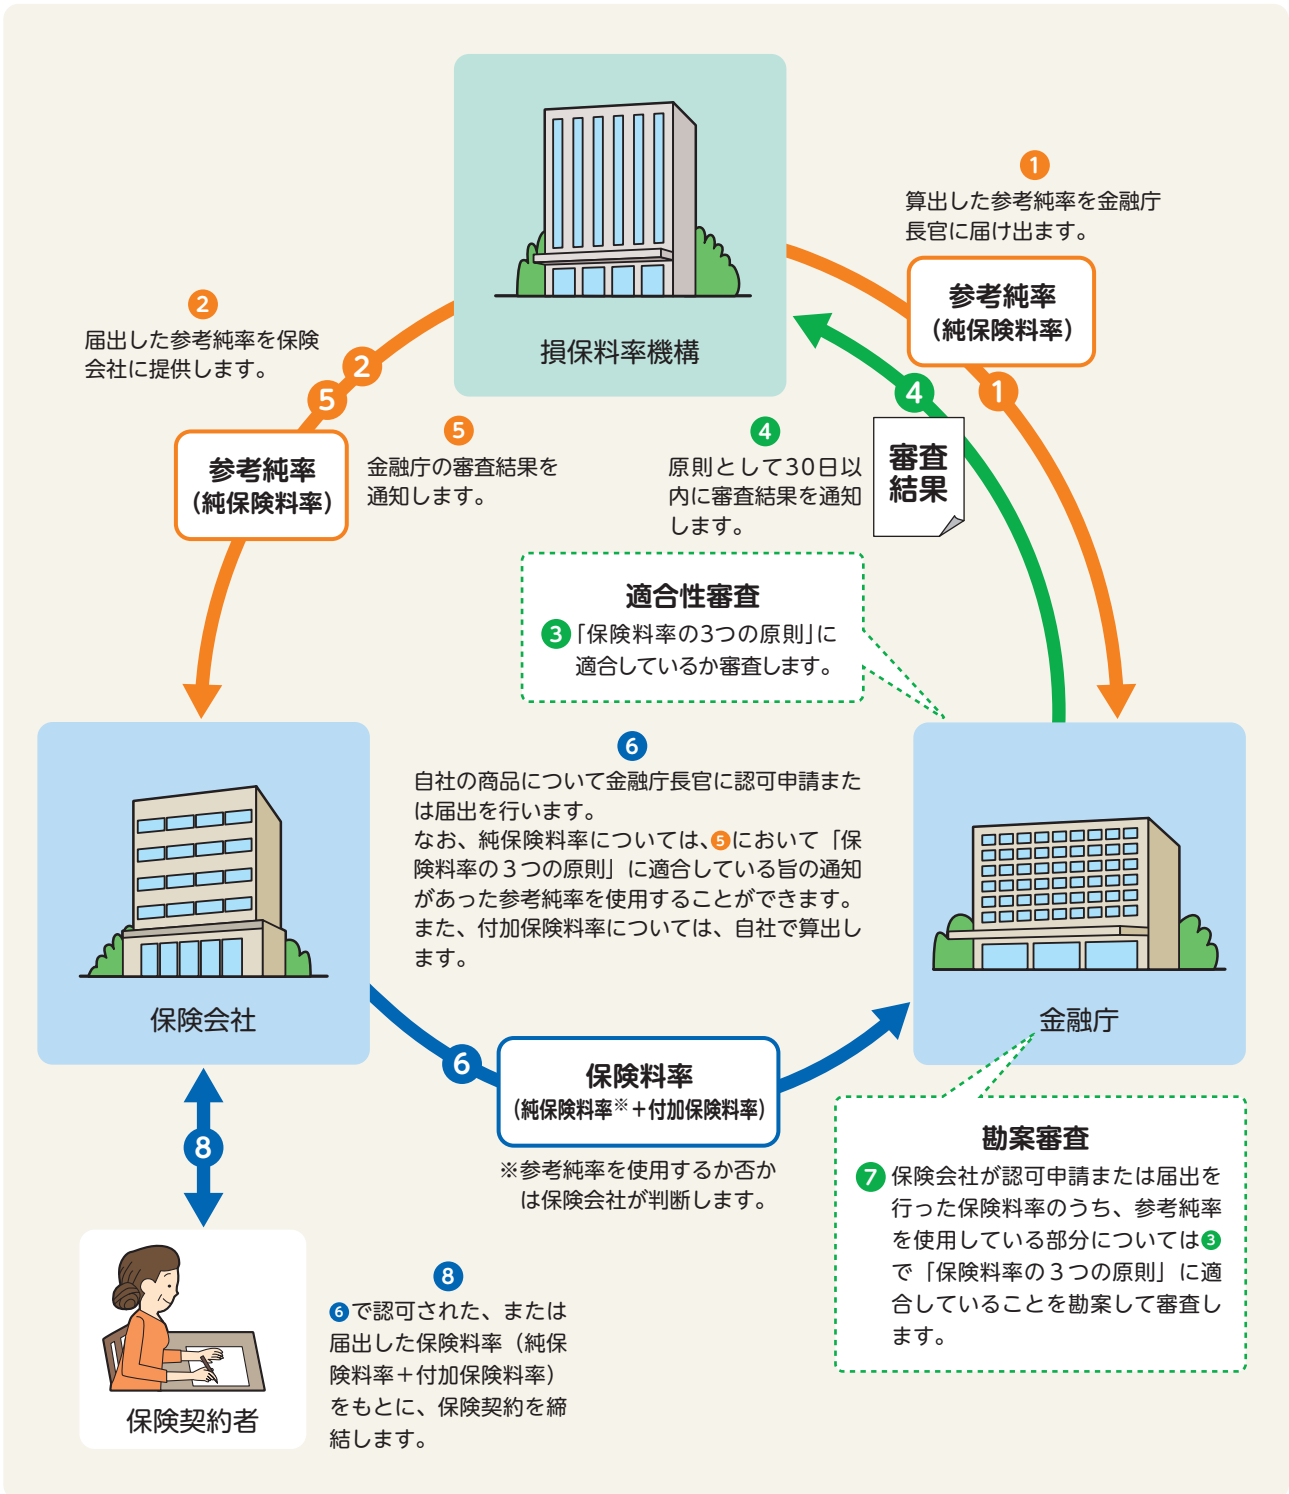 損保料率機構
1
算出した参考純率を金融庁
長官に届け出ます。
参考純率
(純保険料率)
1
2
届出した参考純率を保険
会社に提供します。
2
5
参考純率
(純保険料率)
5
金融庁の審査結果を
通知します。
4
4
原則として30日以
内に審査結果を通知
します。
審査
結果
適合性審査
3「保険料率の3つの原則」に
適合しているか審査します。
6
自社の商品について金融庁長官に認可申請また
は届出を行います。
なお、純保険料率については、5において「保
険料率の3つの原則」に適合している旨の通知
があった参考純率を使用することができます。
また、付加保険料率については、自社で算出し
ます。
保険会社
金融庁
6
保険料率
(純保険料率※+付加保険料率)
※参考純率を使用するか否か
は保険会社が判断します。
勘案審査
7 保険会社が認可申請または届出を
行った保険料率のうち、参考純率
を使用している部分については3
で「保険料率の3つの原則」に適
合していることを勘案して審査し
ます。
8
保険契約者
8
6で認可された、または
届出した保険料率(純保
険料率+付加保険料率)
をもとに、保険契約を締
結します。